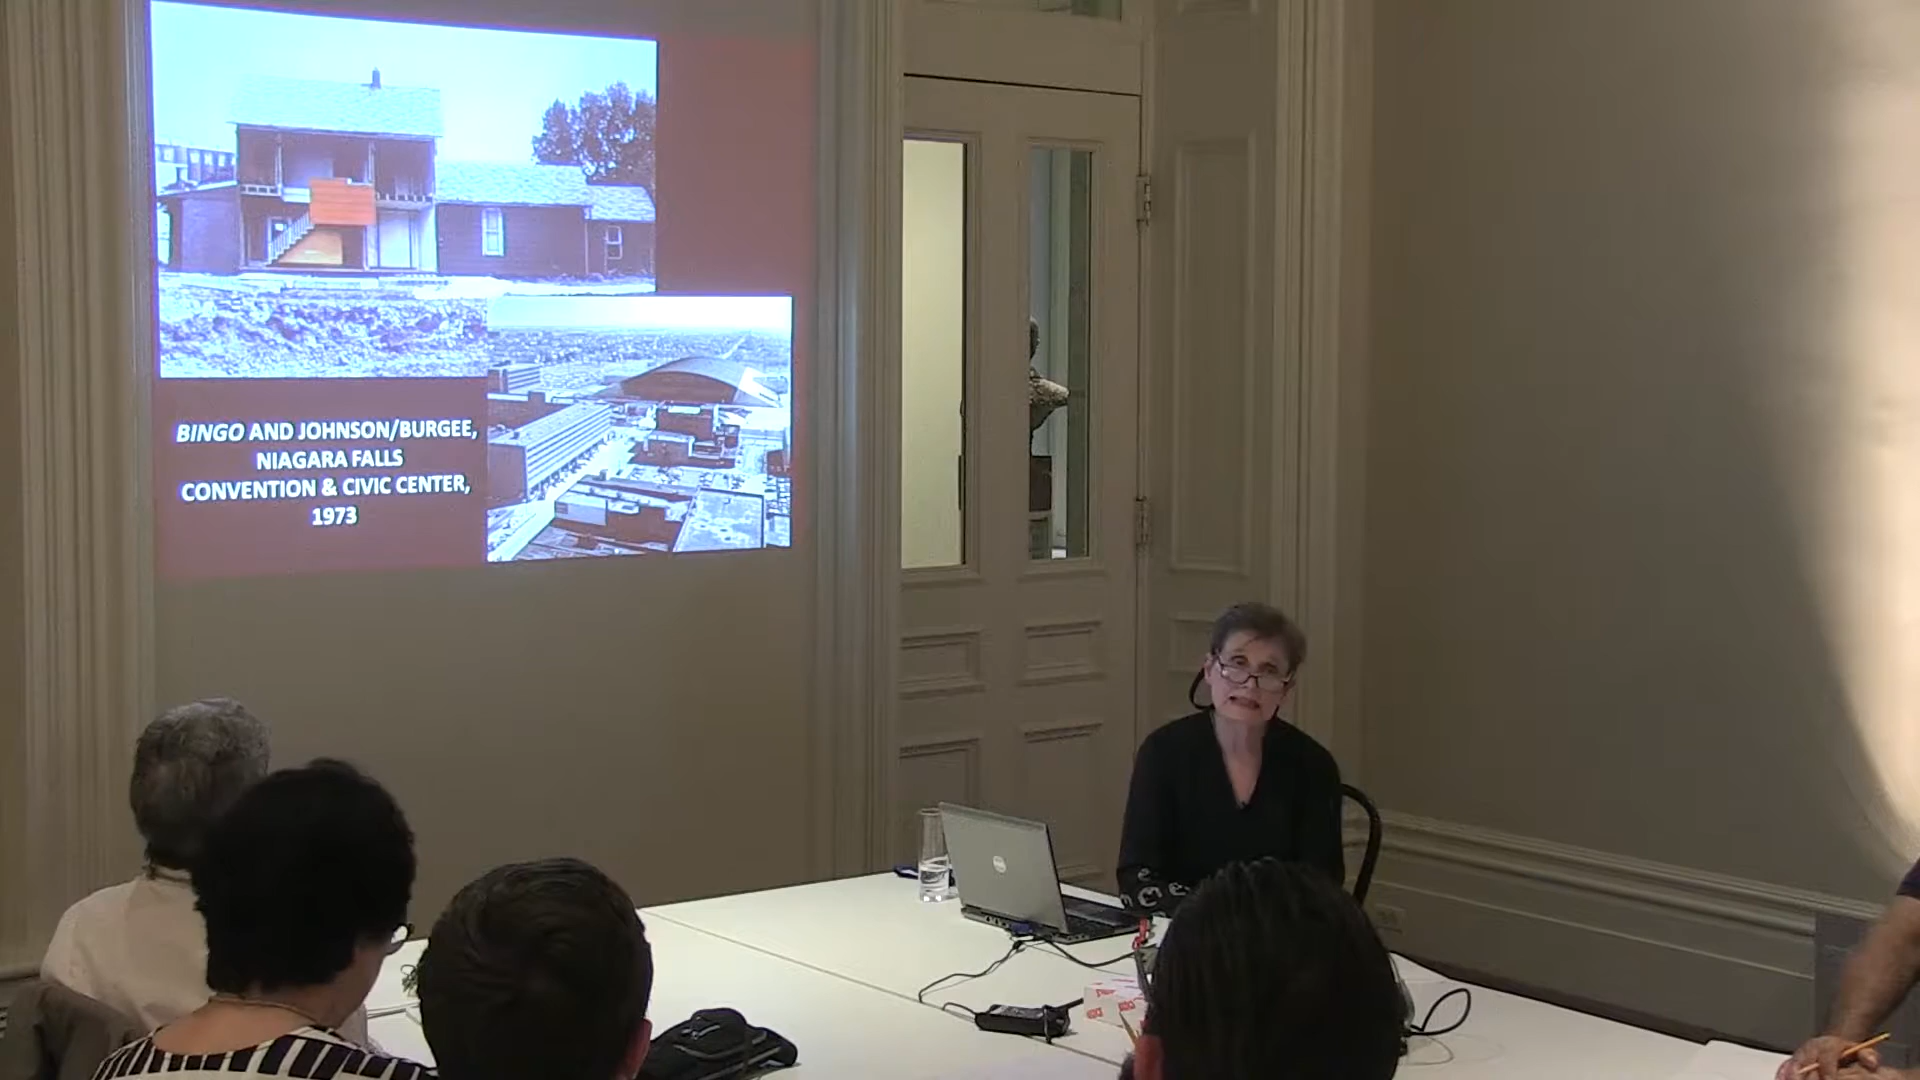 BINGO AND JOHNSON/BURGEE,
NIAGARA FALLS
CONVENTION & CIVIC CENTER,
1973